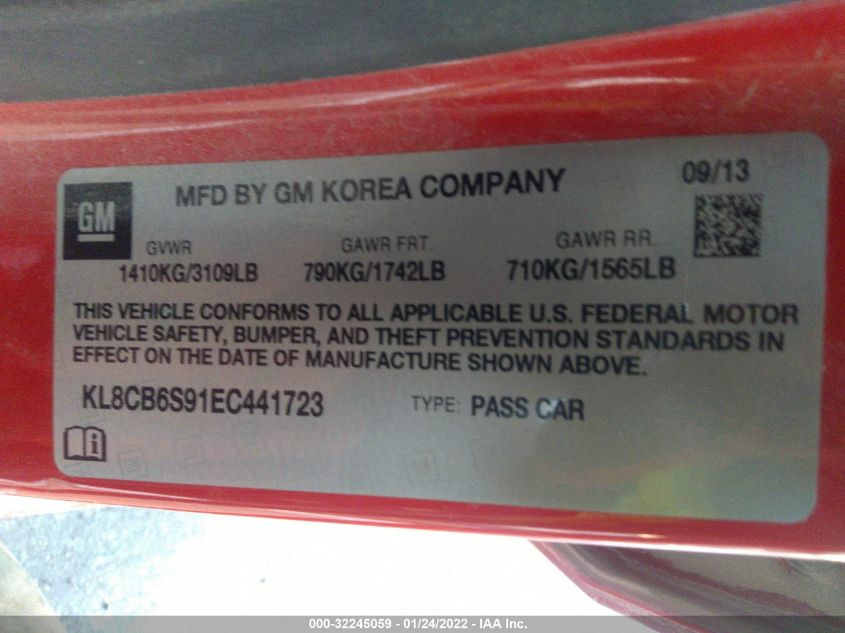 GM
MFD BY GM KOREA COMPANY
09/13
GVWR
GAWR FRT.
GAWR RR.
1410KG/3109LB
790KG/1742LB
710KG/1565LB
THIS VEHICLE CONFORMS TO ALL APPLICABLE U.S. FEDERAL MOTOR
VEHICLE SAFETY, BUMPER, AND THEFT PREVENTION STANDARDS IN
EFFECT ON THE DATE OF MANUFACTURE SHOWN ABOVE.
KL8CB6S91EC441723
TYPE: PASS CAR
000-32245059 - 01/24/2022 - IAA Inc.